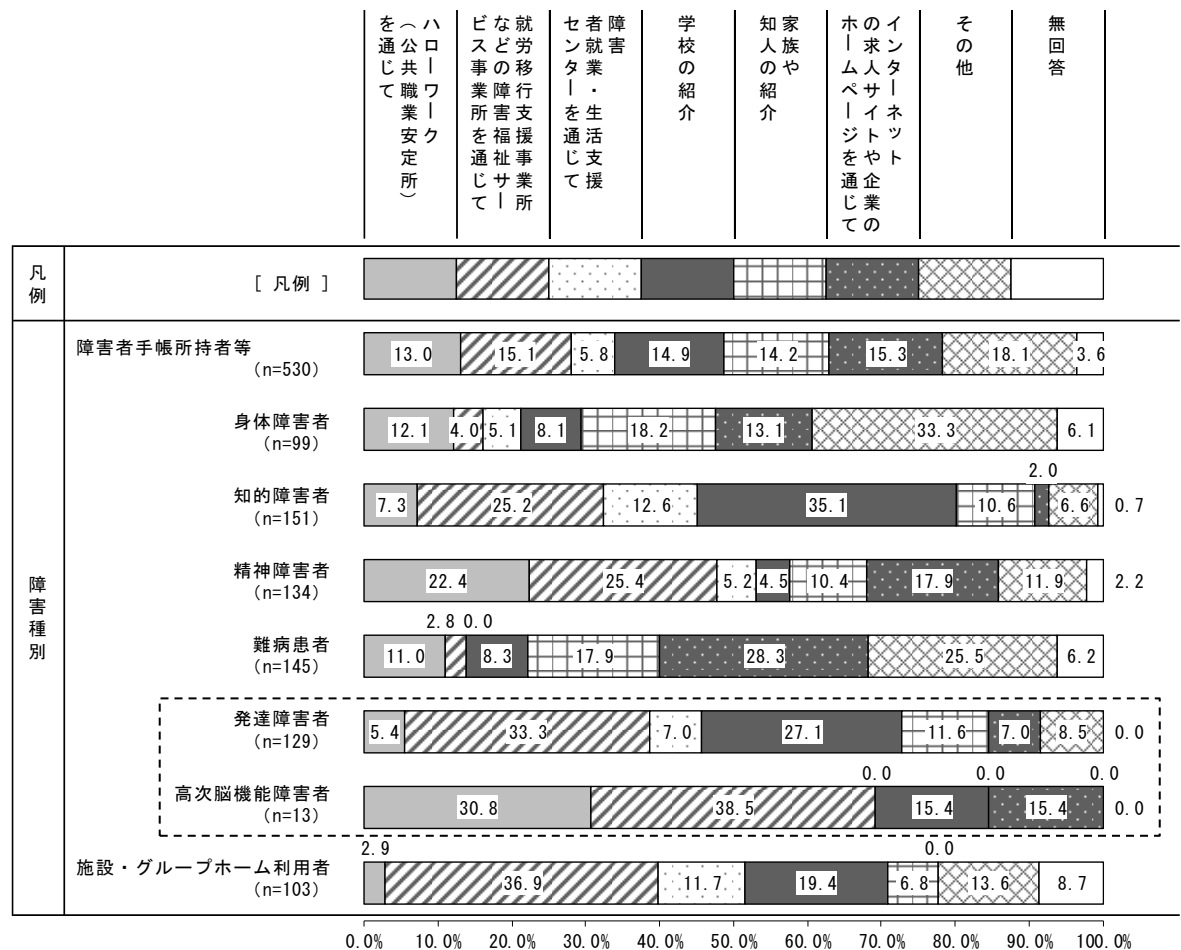 ハローワーク
（公共職業安定所）
を通じて
就労移行支援事業所
などの障害福祉サー
ビス事業所を通じて
障害
者就業・生活支援
センターを通じて
学校の紹介
家族や
知人の紹介
インターネット
の求人サイトや企業の
ホームページを通じて
その他
無回答
凡例
[ 凡例 ]
障害種別
障害者手帳所持者等
(n=530)
13.0 15.1 5.8 14.9 14.2 15.3 18.1 3.6
身体障害者
(n=99)
12.1 4.0 5.1 8.1 18.2 13.1 33.3 6.1
2.0
知的障害者
(n=151)
7.3 25.2 12.6 35.1 10.6 6.6 0.7
精神障害者
(n=134)
22.4 25.4 5.2 4.5 10.4 17.9 11.9 2.2
2.8 0.0
難病患者
(n=145)
11.0 8.3 17.9 28.3 25.5 6.2
発達障害者
(n=129)
5.4 33.3 7.0 27.1 11.6 7.0 8.5 0.0
0.0 0.0 0.0
高次脳機能障害者
(n=13)
30.8 38.5 15.4 15.4 0.0
2.9 0.0
施設・グループホーム利用者
(n=103)
36.9 11.7 19.4 6.8 13.6 8.7
0.0% 10.0% 20.0% 30.0% 40.0% 50.0% 60.0% 70.0% 80.0% 90.0% 100.0%